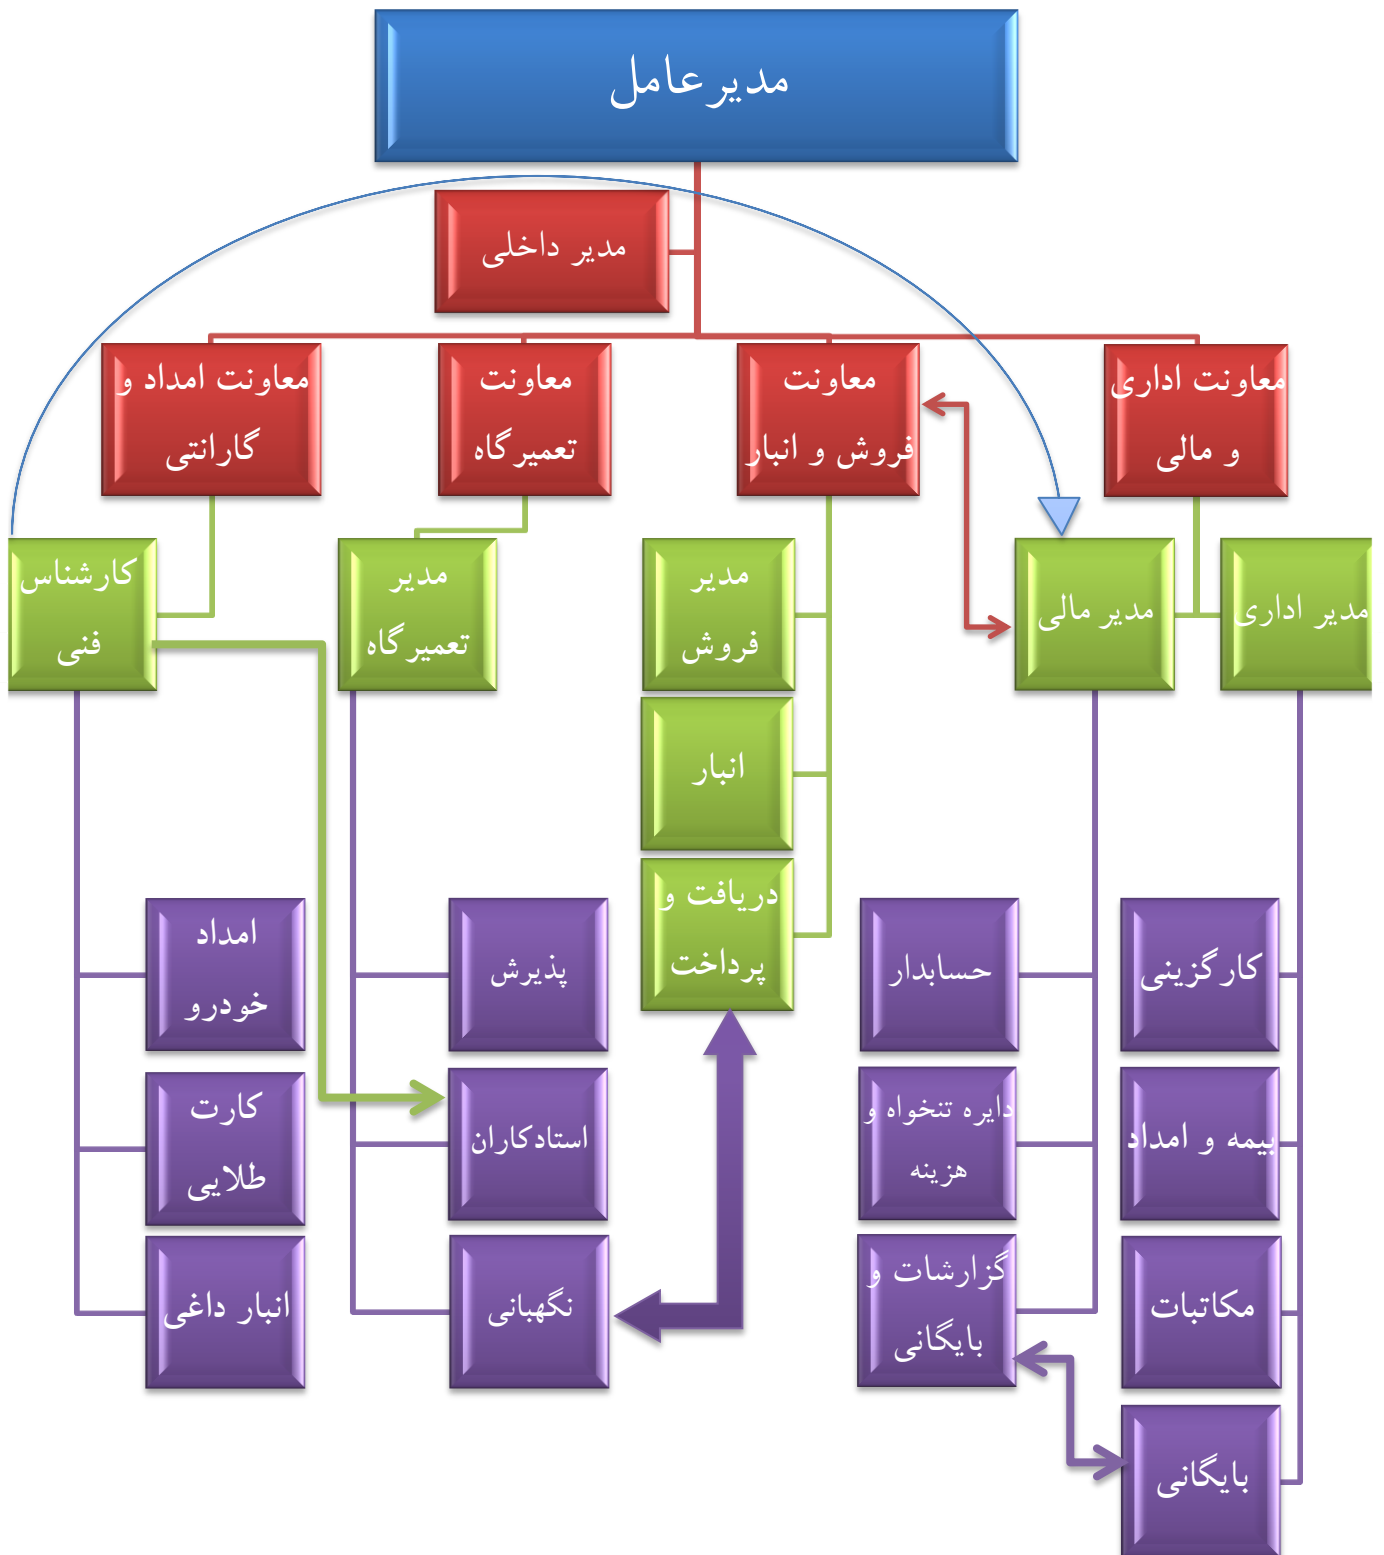 مدیرعامل
مدیر داخلی
معاونت اداری
و مالی
معاونت
فروش و انبار
معاونت
تعمیرگاه
معاونت امداد و
گارانتی
مدیر اداری
مدیر مالی
مدیر
فروش
مدیر
تعمیرگاه
کارشناس
فنی
انبار
دریافت و
پرداخت
کارگزینی
حسابدار
پذیرش
امداد
خودرو
بیمه و امداد
دایره تنخواه و
هزینه
استادکاران
کارت
طلایی
مکاتبات
گزارشات و
بایگانی
نگهبانی
انبار داغی
بایگانی